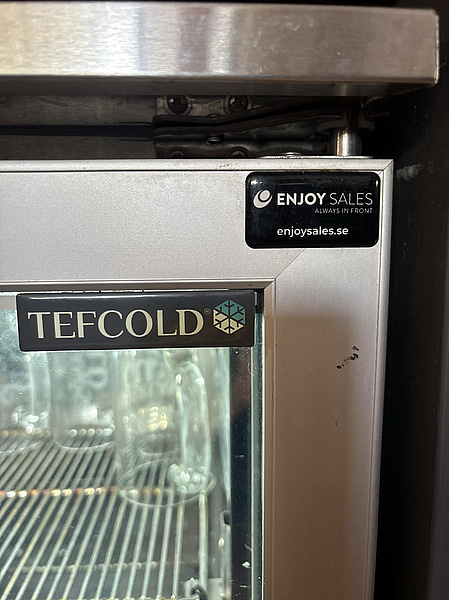 ENJOY SALES
ALWAYS IN FRONT
enjoysales.se
TEFCOLD®